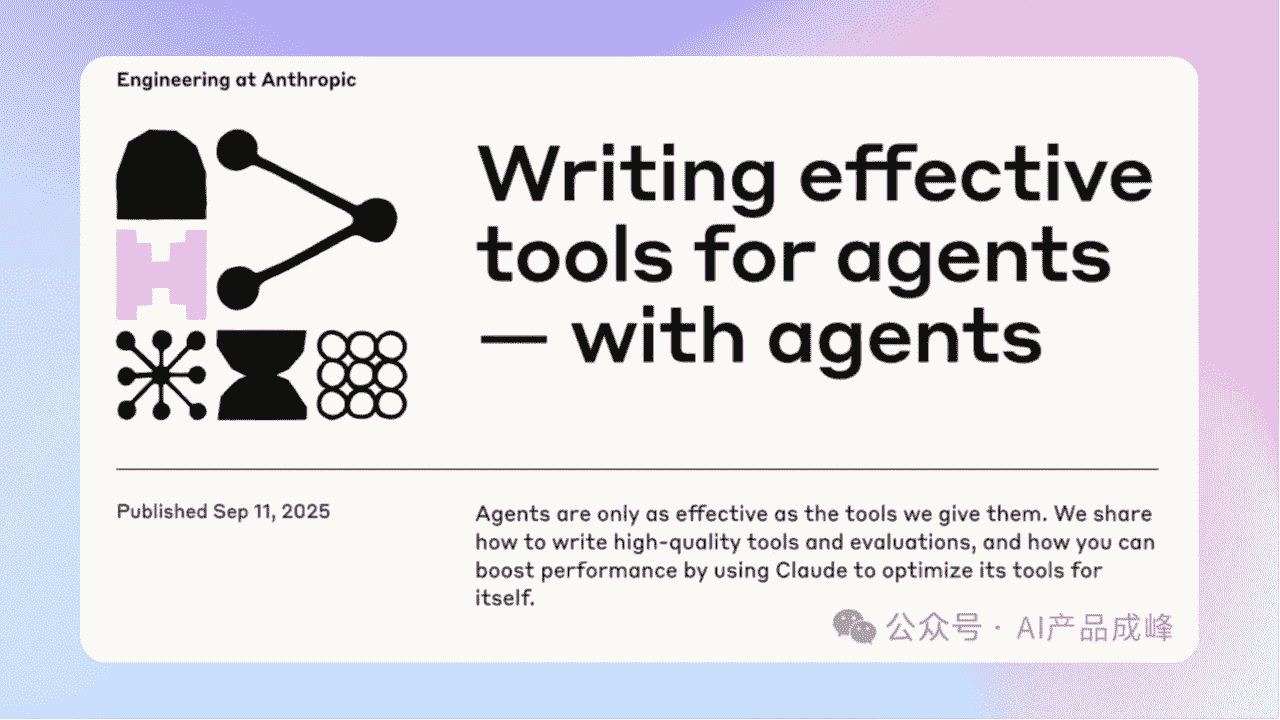 Engineering at Anthropic
Writing effective
tools for agents
— with agents
Published Sep 11, 2025
Agents are only as effective as the tools we give them. We share
how to write high-quality tools and evaluations, and how you can
boost performance by using Claude to optimize its tools for
itself.
公众号 · AI产品成峰